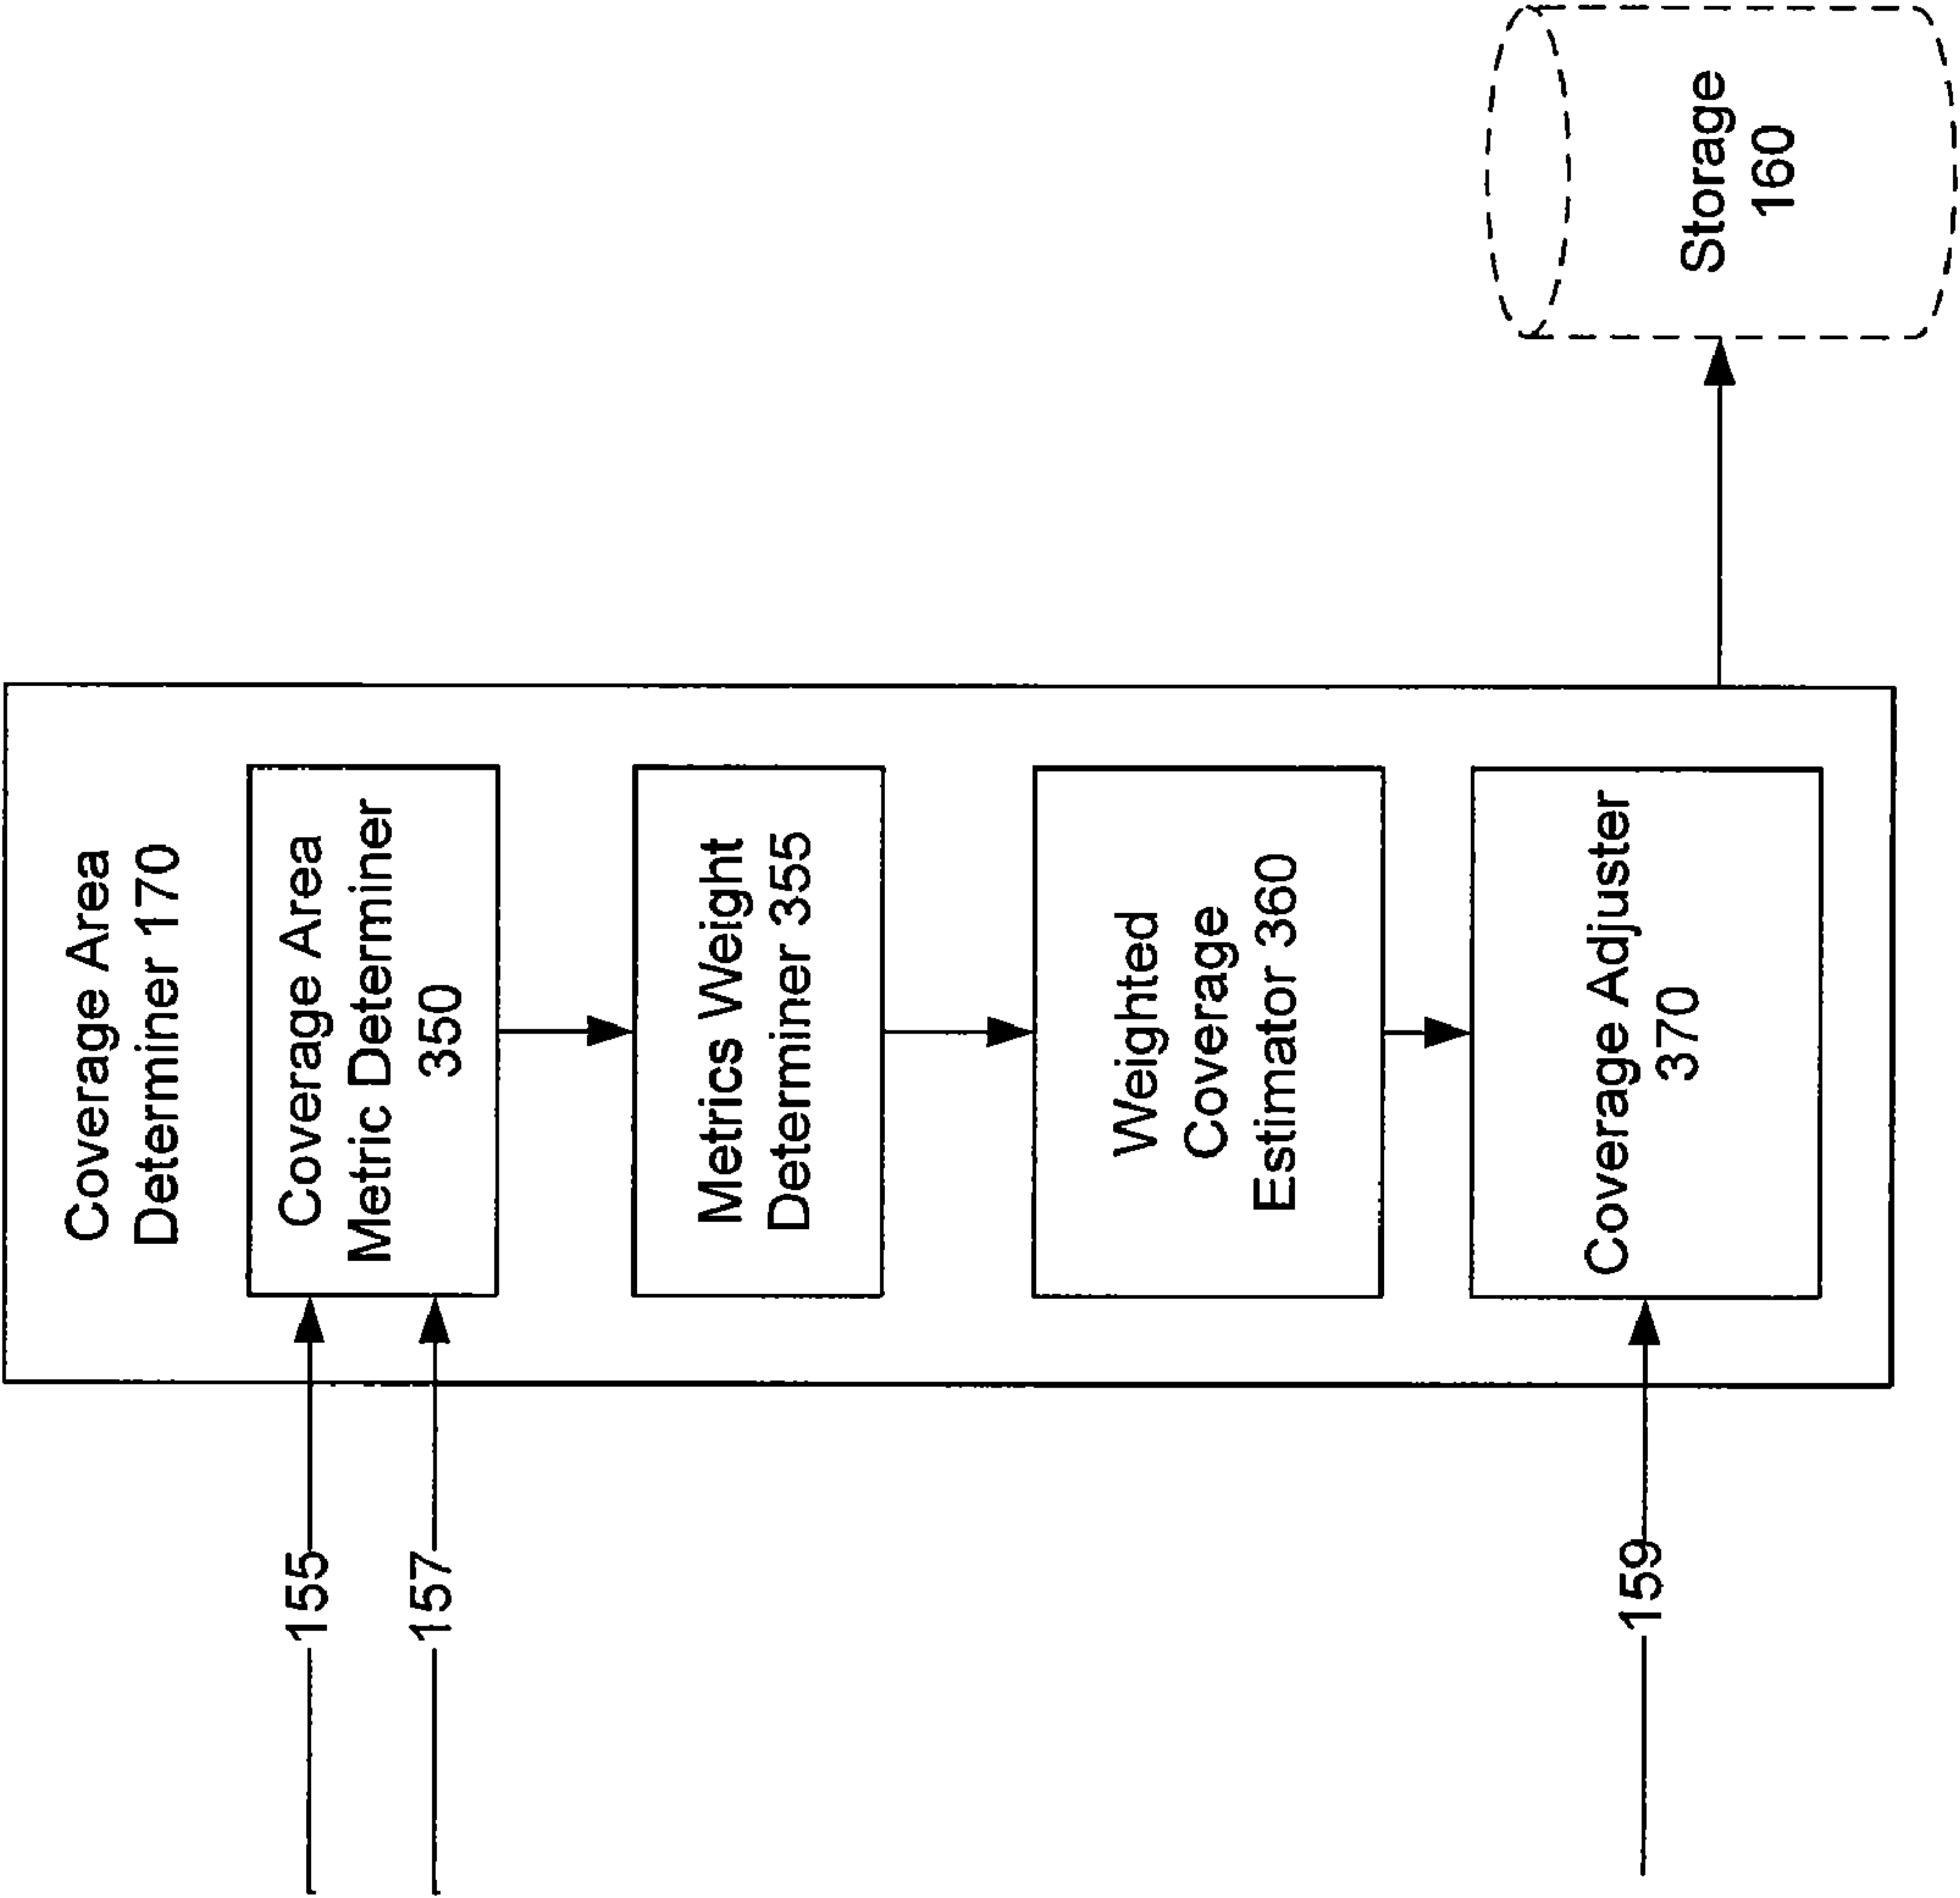 Coverage Area
Determiner 170
Coverage Area
Metric Determiner
350
Metrics Weight
Determiner 355
Weighted
Coverage
Estimator 360
Coverage Adjuster
370
155
157
159
Storage
160